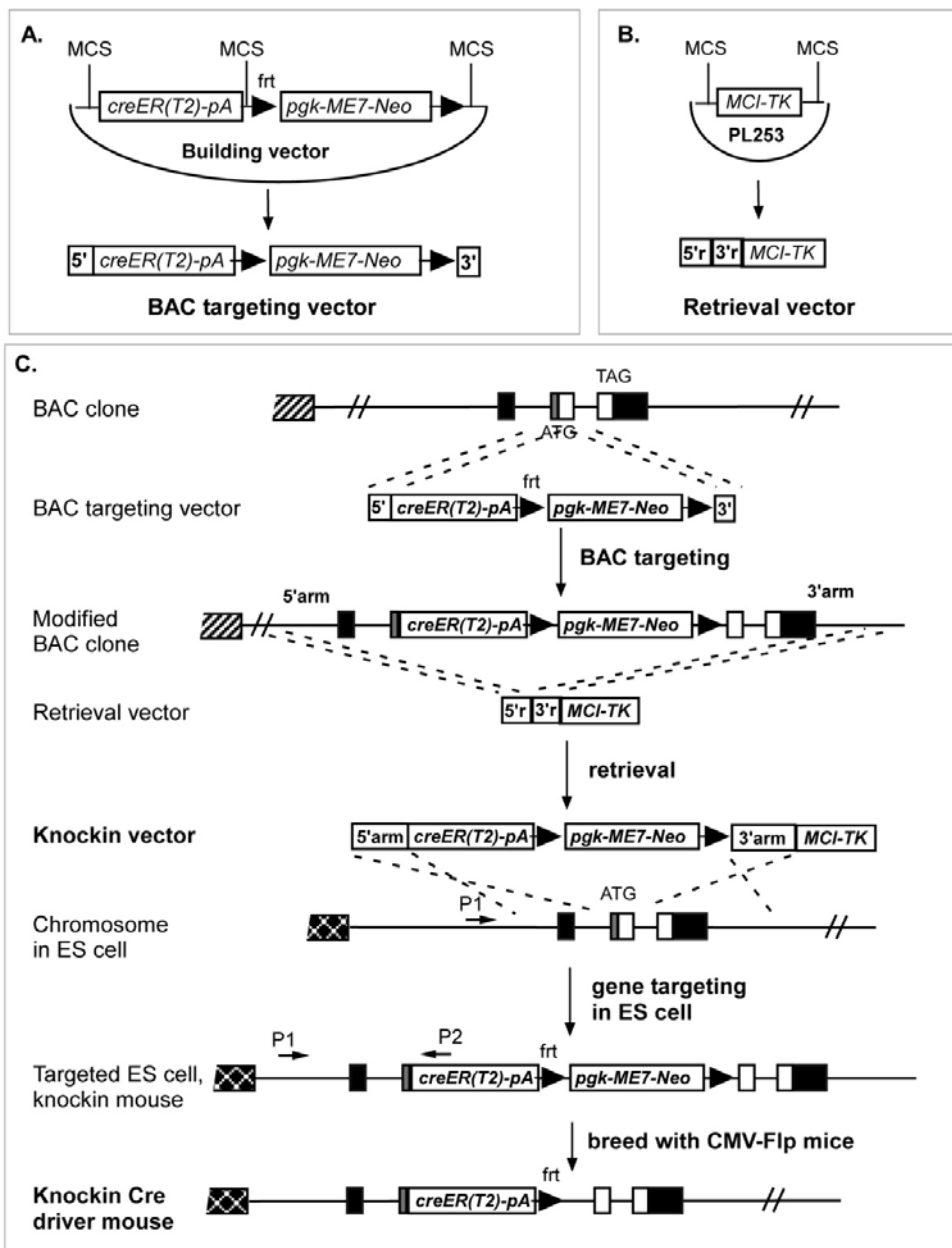 A.
MCS MCS MCS
frt
creER(T2)-pA pgk-ME7-Neo
Building vector
5' creER(T2)-pA pgk-ME7-Neo 3'
BAC targeting vector
B.
MCS MCS
MCI-TK
PL253
5'r 3'r MCI-TK
Retrieval vector
C.
TAG
BAC clone
ATG
frt
BAC targeting vector 5' creER(T2)-pA pgk-ME7-Neo 3'
BAC targeting
5'arm 3'arm
Modified
BAC clone
creER(T2)-pA pgk-ME7-Neo
Retrieval vector 5'r 3'r MCI-TK
retrieval
Knockin vector 5'arm creER(T2)-pA pgk-ME7-Neo 3'arm MCI-TK
P1 ATG
Chromosome
in ES cell
gene targeting
in ES cell
P1 P2 frt
Targeted ES cell,
knockin mouse
creER(T2)-pA pgk-ME7-Neo
breed with CMV-Flp mice
frt
Knockin Cre
driver mouse
creER(T2)-pA